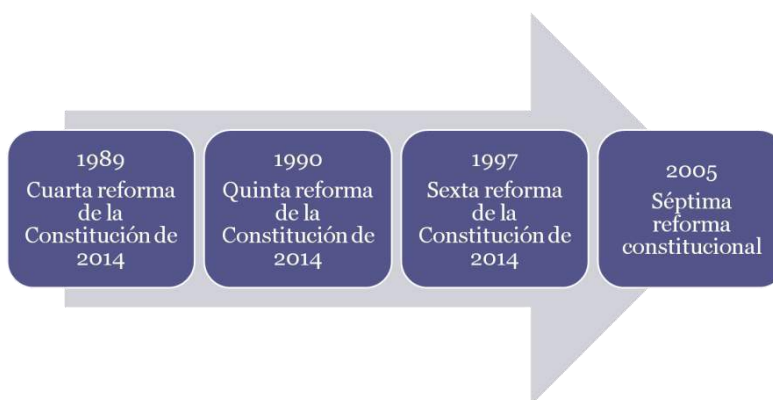 1989
Cuarta reforma
de la
Constitución de
2014
1990
Quinta reforma
de la
Constitución de
2014
1997
Sexta reforma
de la
Constitución de
2014
2005
Séptima
reforma
constitucional